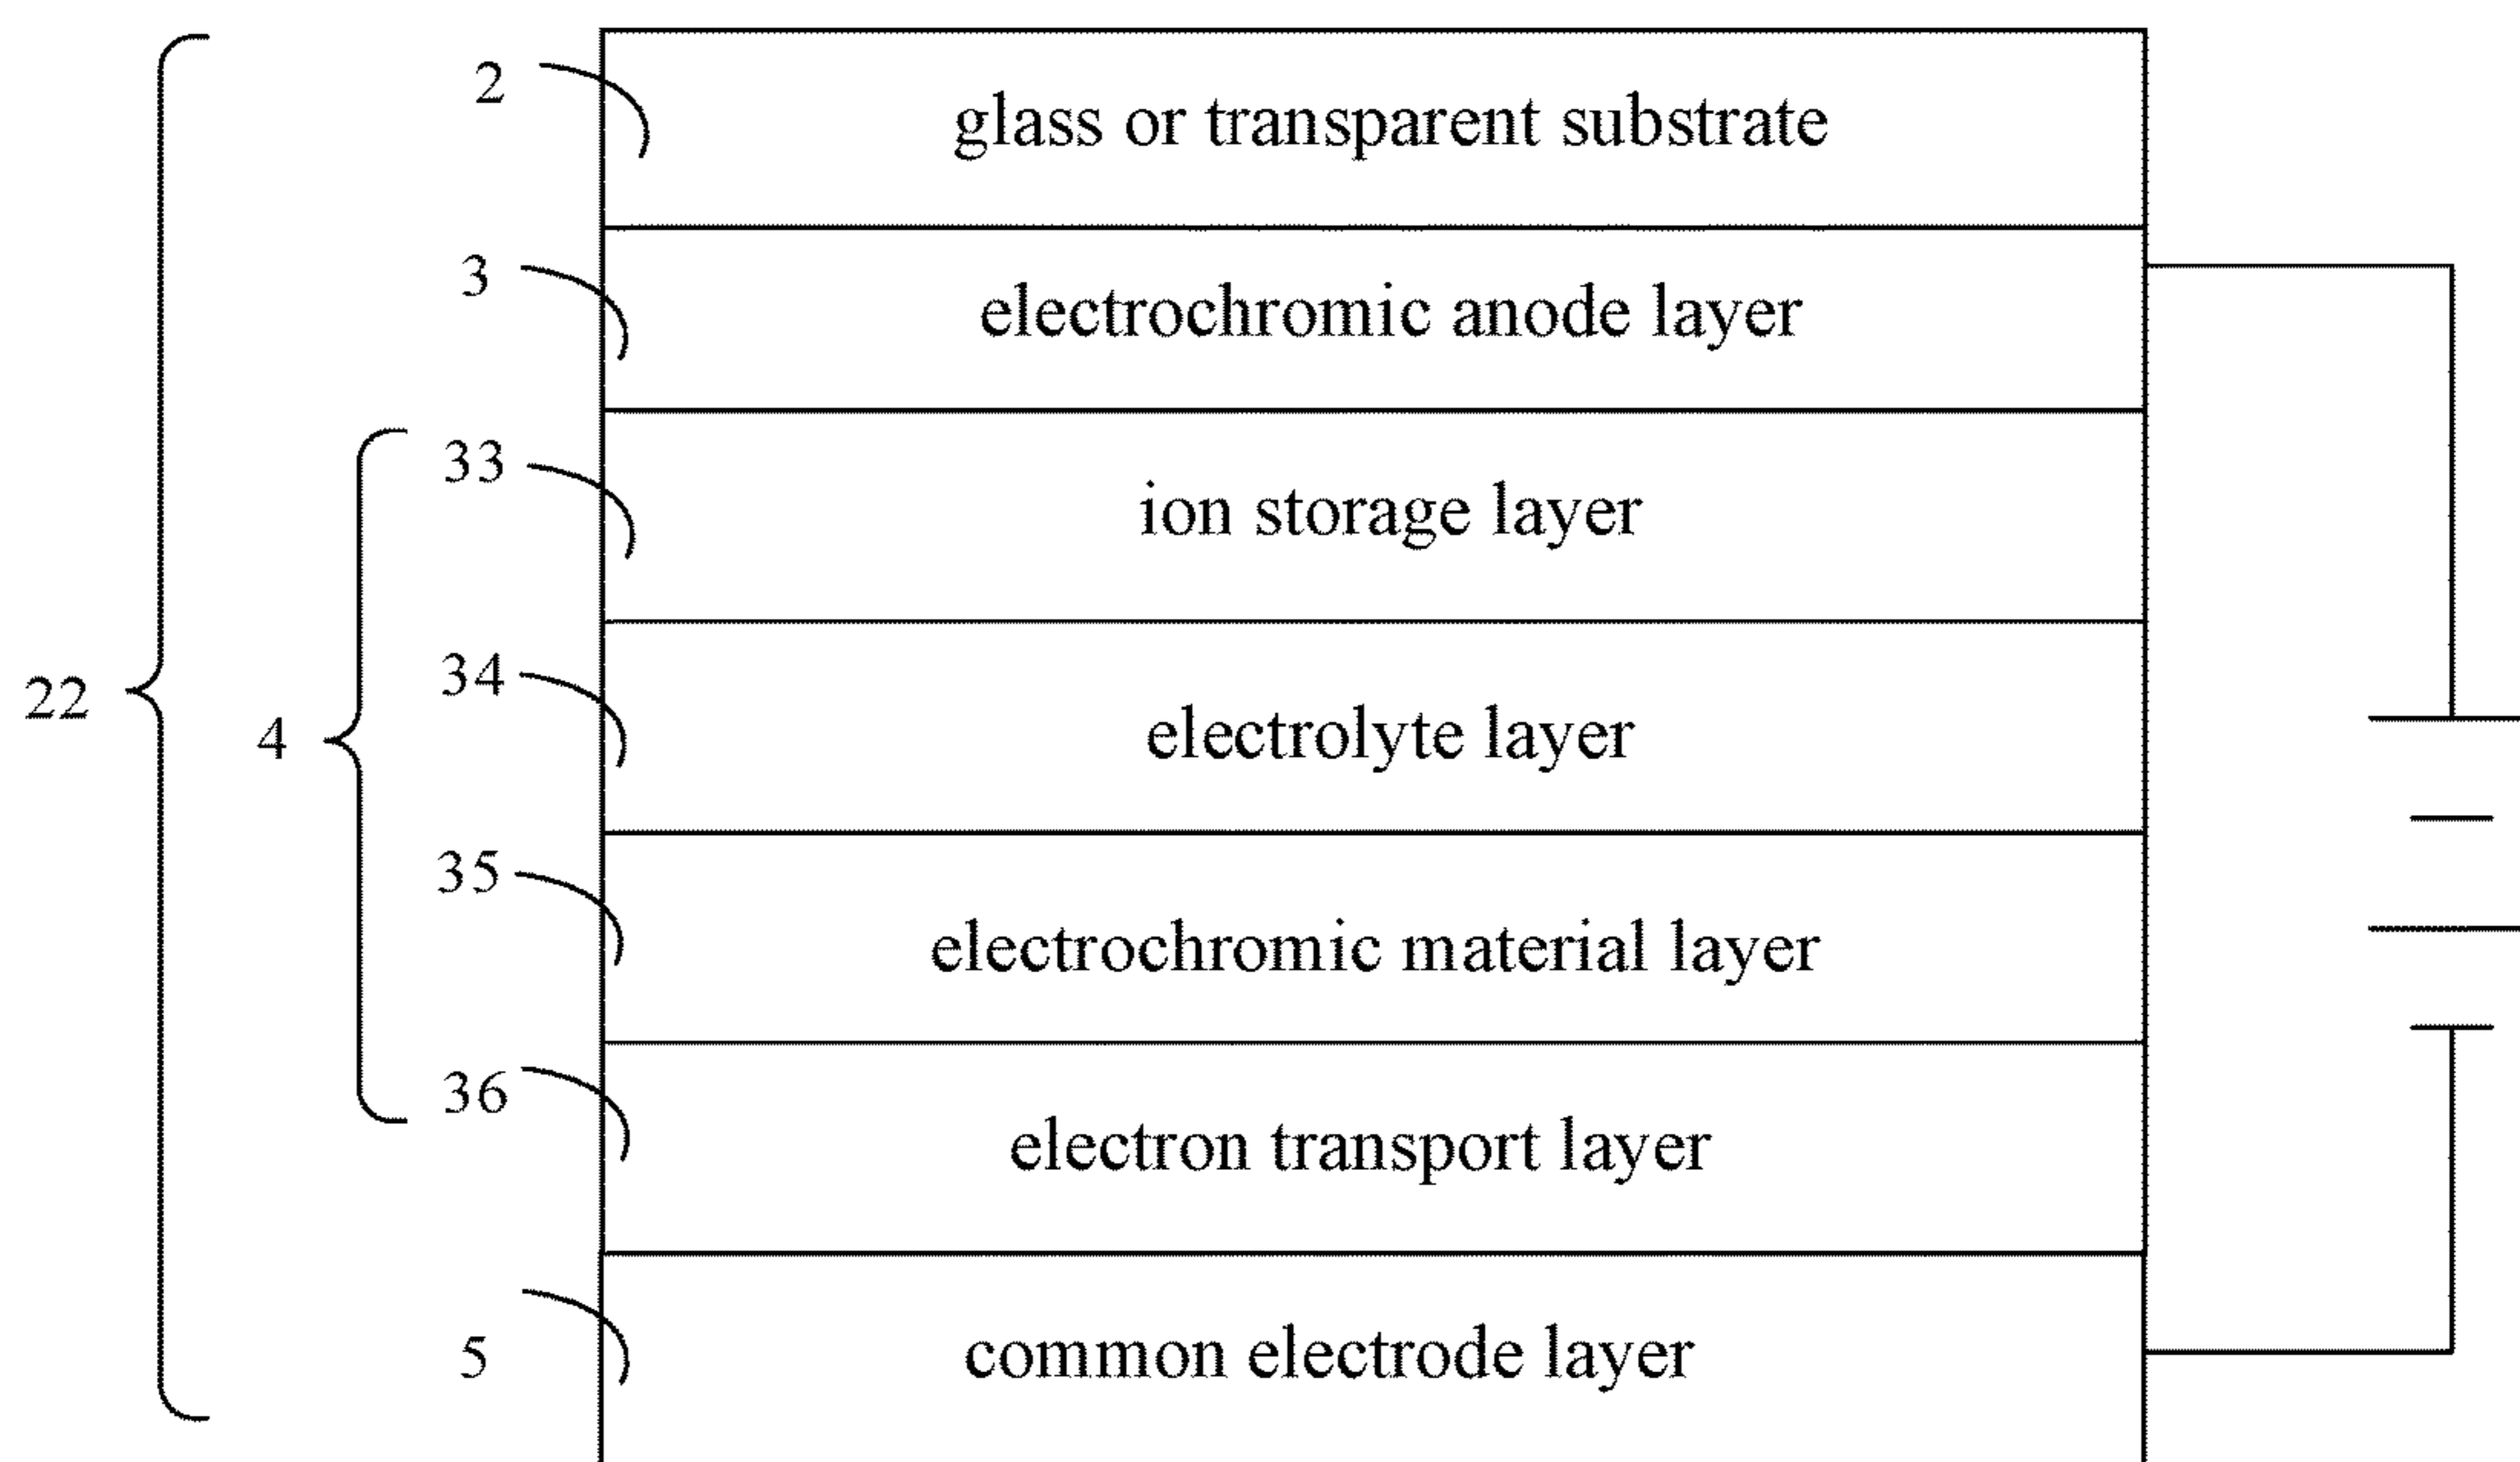 2
glass or transparent substrate
3
electrochromic anode layer
33
ion storage layer
34
22
4
electrolyte layer
35
electrochromic material layer
36
electron transport layer
5
common electrode layer